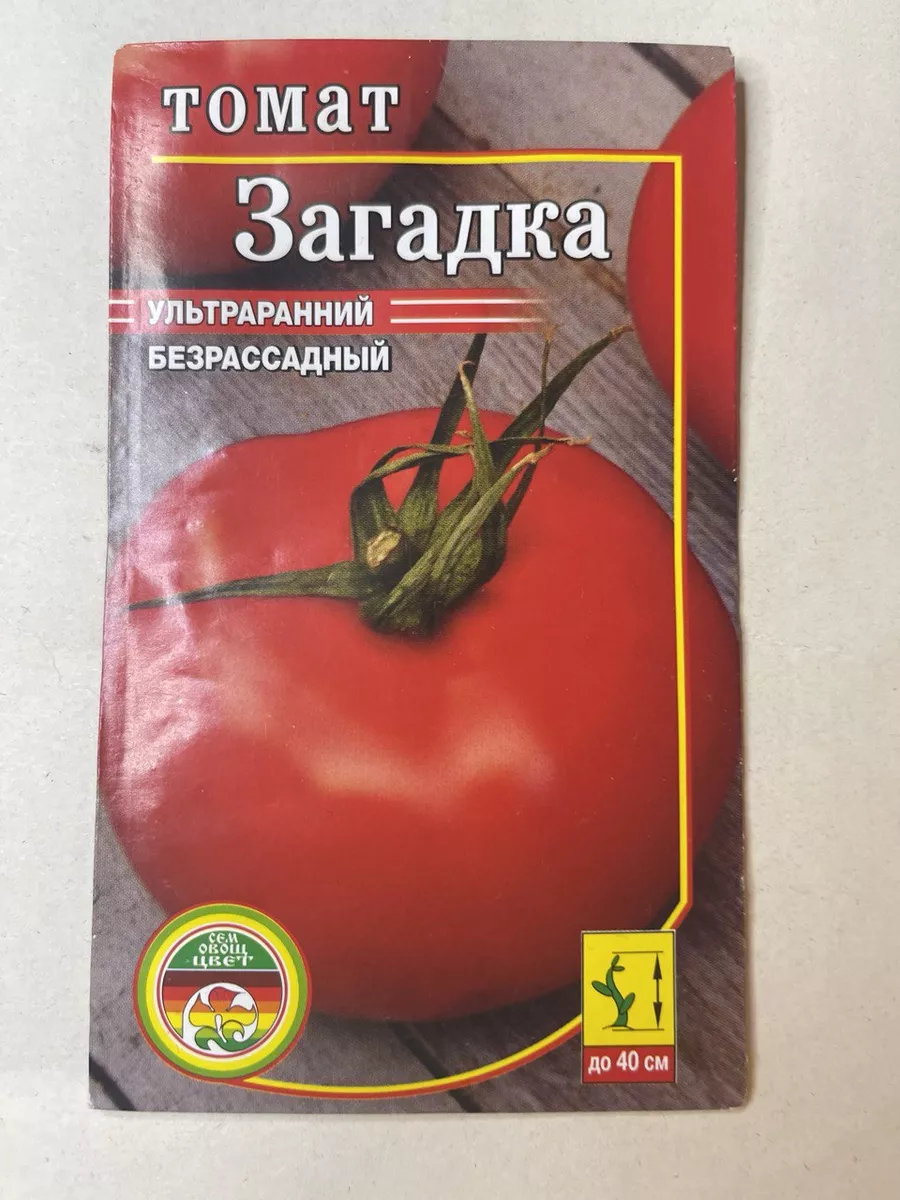 томат
Загадка
УЛЬТРАРАННИЙ
БЕЗРАССАДНЫЙ
СЕМ
ОВОЩ
ЦВЕТ
до 40 см